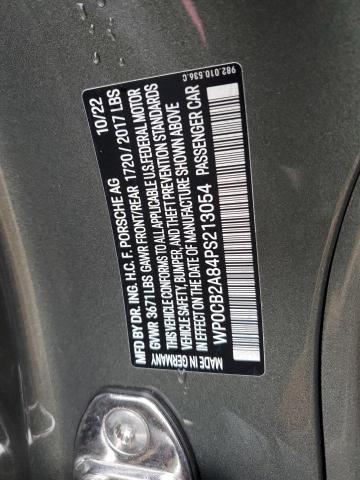 982.010.536.C
MFD BY DR. ING. H.C. F. PORSCHE AG 10/22
GVWR 3671 LBS GAWR FRONT/REAR 1720 / 2017 LBS
THIS VEHICLE CONFORMS TO ALL APPLICABLE U.S.FEDERAL MOTOR
VEHICLE SAFETY, BUMPER, AND THEFT PREVENTION STANDARDS
IN EFFECT ON THE DATE OF MANUFACTURE SHOWN ABOVE
WP0CB2A84PS213054 PASSENGER CAR
MADE IN GERMANY